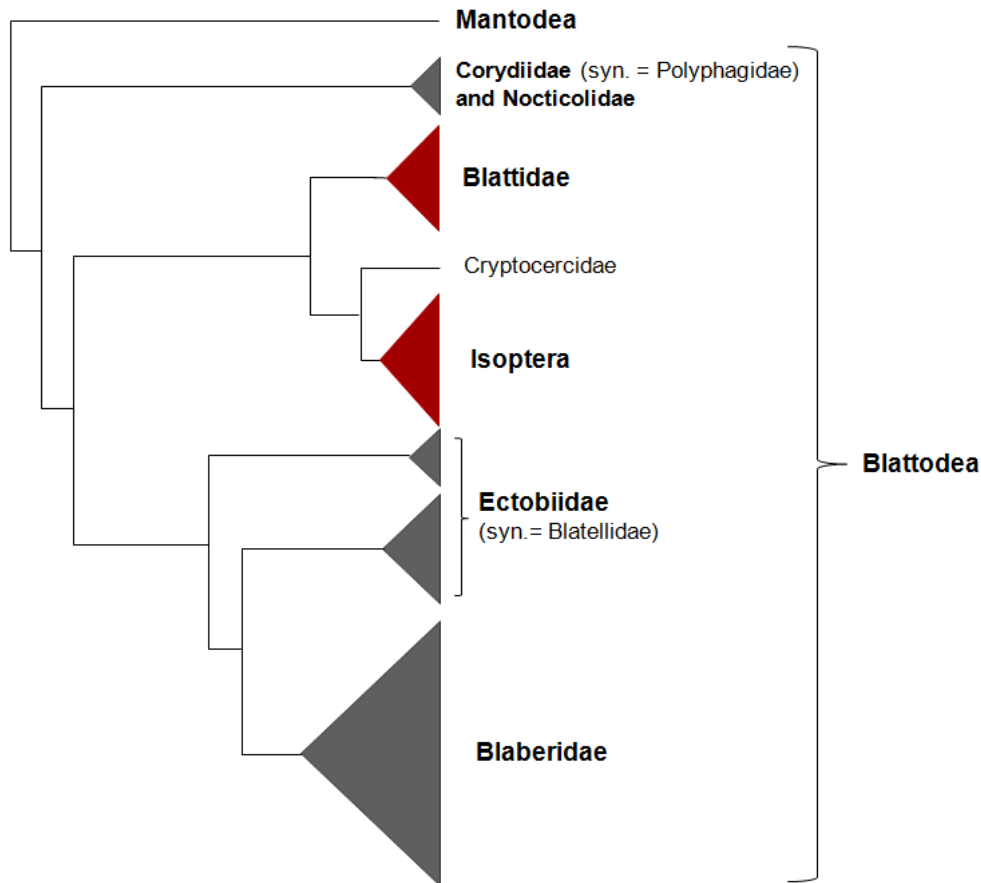 Mantodea
Corydiidae (syn. = Polyphagidae)
and Nocticolidae
Blattidae
Cryptocercidae
Isoptera
Blattodea
Ectobiidae
(syn.= Blatellidae)
Blaberidae